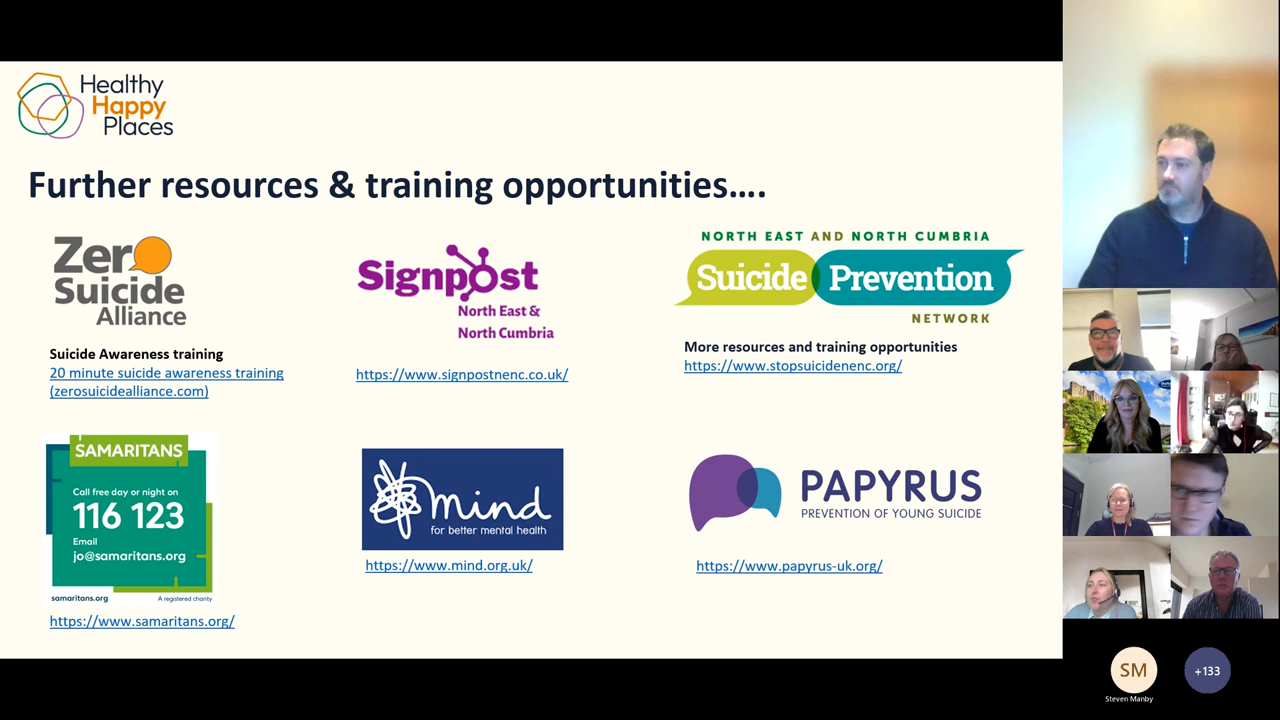 Healthy
Happy
Places
Further resources & training opportunities....
Zero
Suicide
Alliance
Suicide Awareness training
20 minute suicide awareness training
(zerosuicidealliance.com)
Signpost
North East &
North Cumbria
https://www.signpostnenc.co.uk/
NORTH EAST AND NORTH CUMBRIA
Suicide Prevention
NETWORK
More resources and training opportunities
https://www.stopsuicidenenc.org/
SAMARITANS
Call free day or night on
116 123
Email
jo@samaritans.org
samaritans.org A registered charity
https://www.samaritans.org/
mind
for better mental health
https://www.mind.org.uk/
PAPYRUS
PREVENTION OF YOUNG SUICIDE
https://www.papyrus-uk.org/
SM
Steven Manby
+133